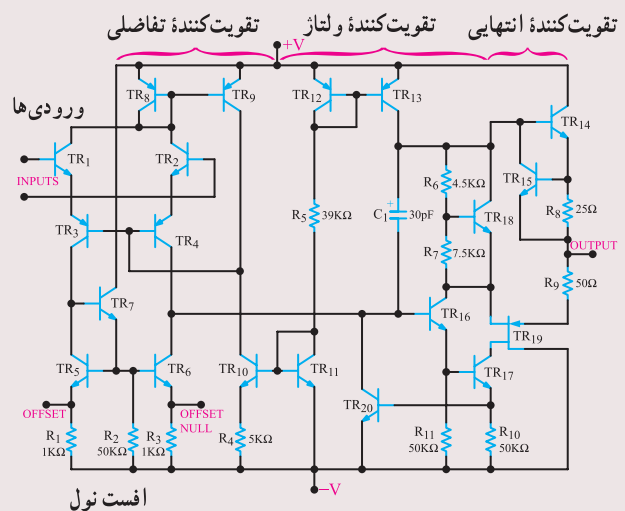 تقویت‌کنندهٔ تفاضلی
تقویت‌کنندهٔ ولتاژ
تقویت‌کنندهٔ انتهایی
+V
ورودی‌ها
TR8
TR9
TR12
TR13
TR14
TR1
TR2
TR15
INPUTS
R6
4.5KΩ
R5
39KΩ
C1
+
30pF
TR18
R8
25Ω
TR3
TR4
R7
7.5KΩ
OUTPUT
R9
50Ω
TR7
TR16
TR19
TR5
TR6
TR10
TR11
TR17
TR20
OFFSET
OFFSET
NULL
R1
1KΩ
R2
50KΩ
R3
1KΩ
R4
5KΩ
R11
50KΩ
R10
50KΩ
–V
افست نول